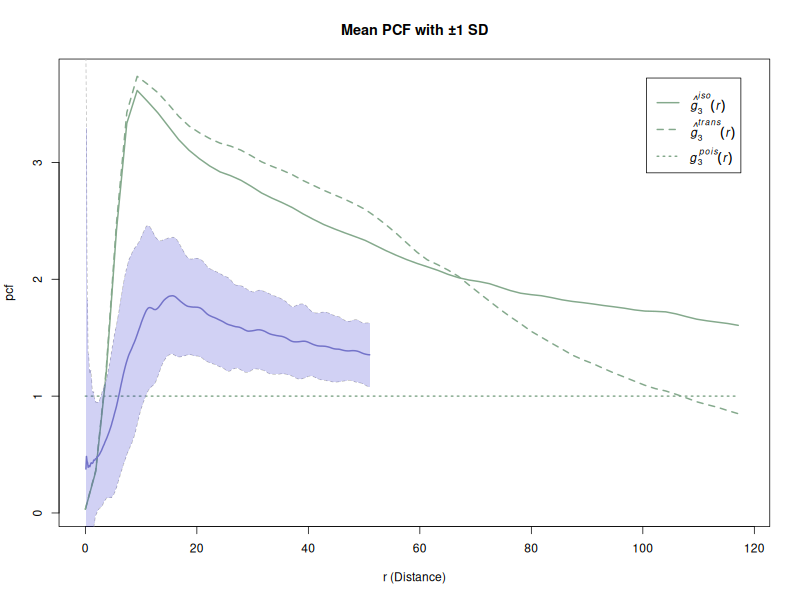 Mean PCF with ±1 SD
ĝ₃ⁱˢᵒ(r)
ĝ₃ᵗʳᵃⁿˢ(r)
g₃ᵖᵒⁱˢ(r)
pcf
3
2
1
0
0 20 40 60 80 100 120
r (Distance)